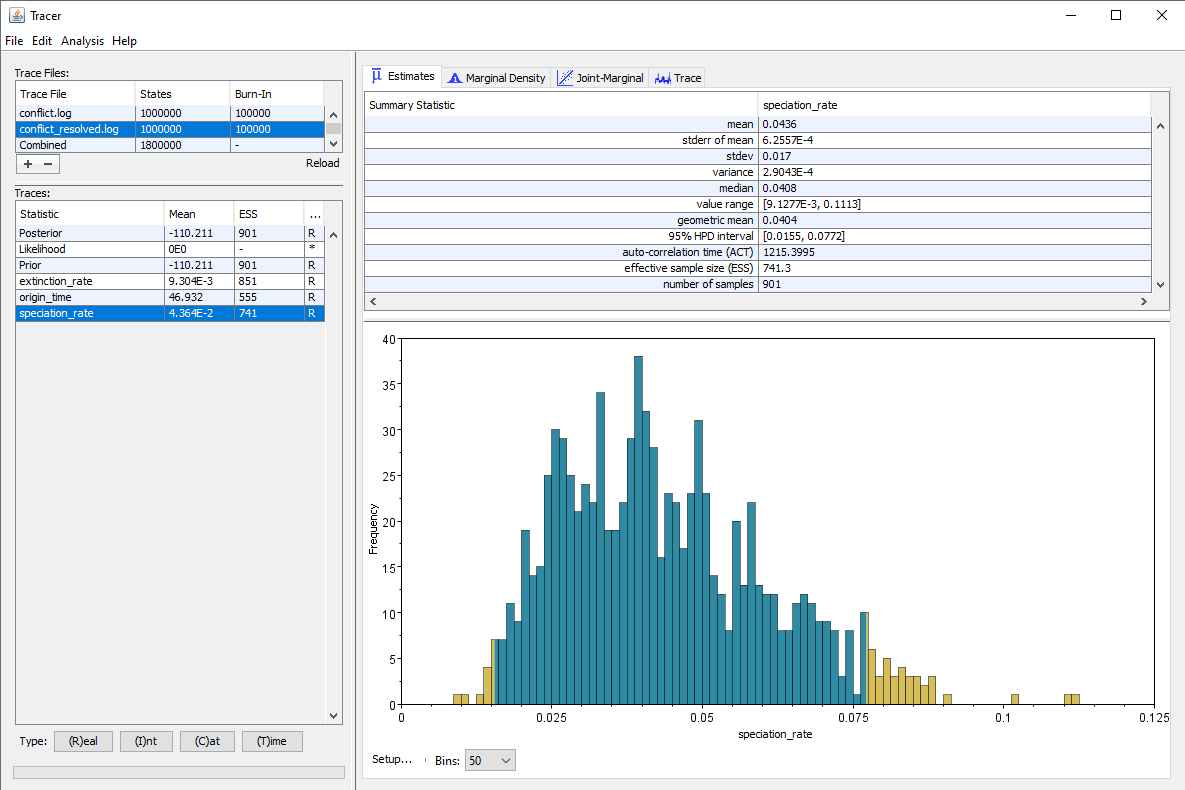 Tracer
File Edit Analysis Help
Trace Files:
Trace File States Burn-In
conflict.log 1000000 100000
conflict_resolved.log 1000000 100000
Combined 1800000 -
+ − Reload
Traces:
Statistic Mean ESS ...
Posterior -110.211 901 R
Likelihood 0E0 - *
Prior -110.211 901 R
extinction_rate 9.304E-3 851 R
origin_time 46.932 555 R
speciation_rate 4.364E-2 741 R
Type: (R)eal (I)nt (C)at (T)ime
Estimates Marginal Density Joint-Marginal Trace
Summary Statistic speciation_rate
mean 0.0436
stderr of mean 6.2557E-4
stdev 0.017
variance 2.9043E-4
median 0.0408
value range [9.1277E-3, 0.1113]
geometric mean 0.0404
95% HPD interval [0.0155, 0.0772]
auto-correlation time (ACT) 1215.3995
effective sample size (ESS) 741.3
number of samples 901
40
35
30
25
20
15
10
5
0
Frequency
0 0.025 0.05 0.075 0.1 0.125
speciation_rate
Setup... Bins: 50